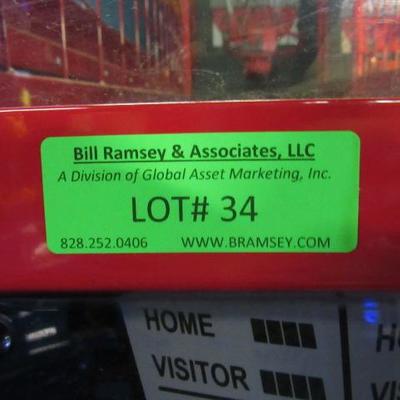 Bill Ramsey & Associates, LLC
A Division of Global Asset Marketing, Inc.
LOT# 34
828.252.0406 WWW.BRAMSEY.COM
HOME
VISITOR